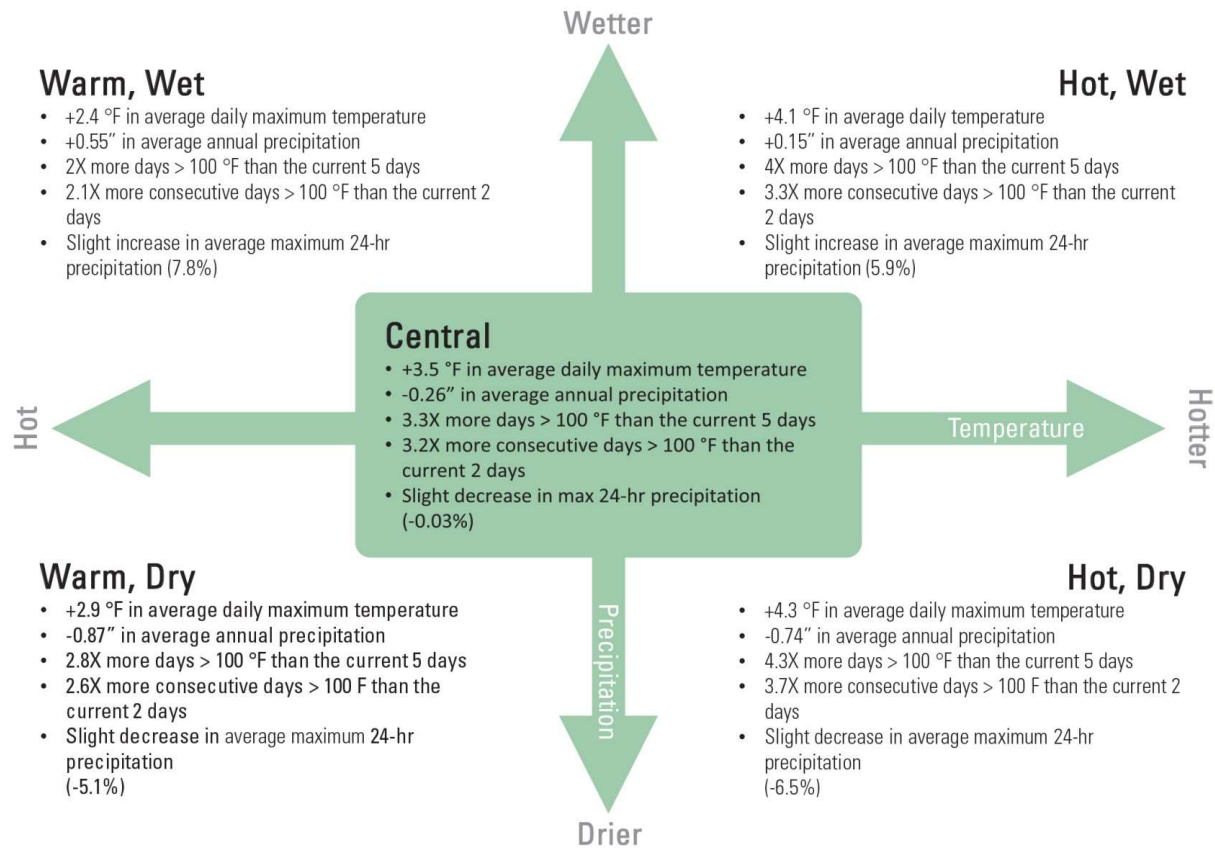 Wetter
Warm, Wet
• +2.4 °F in average daily maximum temperature
• +0.55” in average annual precipitation
• 2X more days > 100 °F than the current 5 days
• 2.1X more consecutive days > 100 °F than the current 2
days
• Slight increase in average maximum 24-hr
precipitation (7.8%)
Hot, Wet
• +4.1 °F in average daily temperature
• +0.15” in average annual precipitation
• 4X more days > 100 °F than the current 5 days
• 3.3X more consecutive days > 100 °F than the current
2 days
• Slight increase in average maximum 24-hr
precipitation (5.9%)
Central
• +3.5 °F in average daily maximum temperature
• -0.26” in average annual precipitation
• 3.3X more days > 100 °F than the current 5 days
• 3.2X more consecutive days > 100 °F than the
current 2 days
• Slight decrease in max 24-hr precipitation
(-0.03%)
Hot
Temperature
Hotter
Warm, Dry
• +2.9 °F in average daily maximum temperature
• -0.87” in average annual precipitation
• 2.8X more days > 100 °F than the current 5 days
• 2.6X more consecutive days > 100 F than the
current 2 days
• Slight decrease in average maximum 24-hr
precipitation
(-5.1%)
Precipitation
Hot, Dry
• +4.3 °F in average daily maximum temperature
• -0.74” in average annual precipitation
• 4.3X more days > 100 °F than the current 5 days
• 3.7X more consecutive days > 100 F than the current 2
days
• Slight decrease in average maximum 24-hr
precipitation
(-6.5%)
Drier